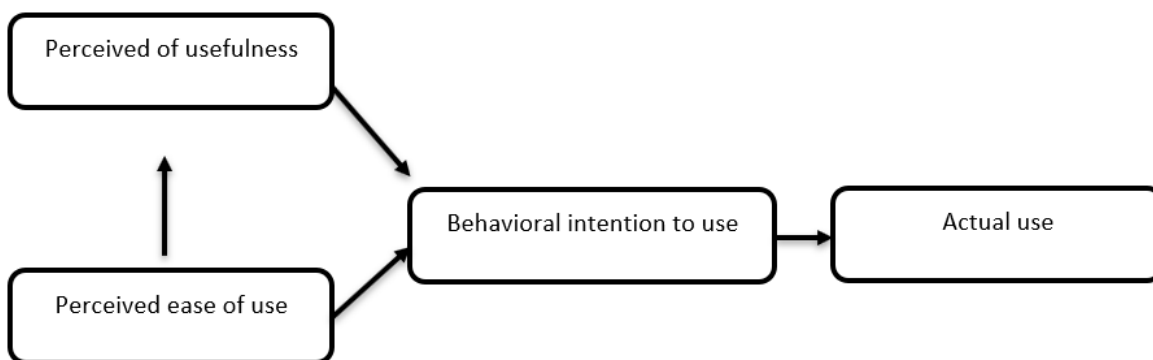 Perceived of usefulness
Perceived ease of use
Behavioral intention to use
Actual use